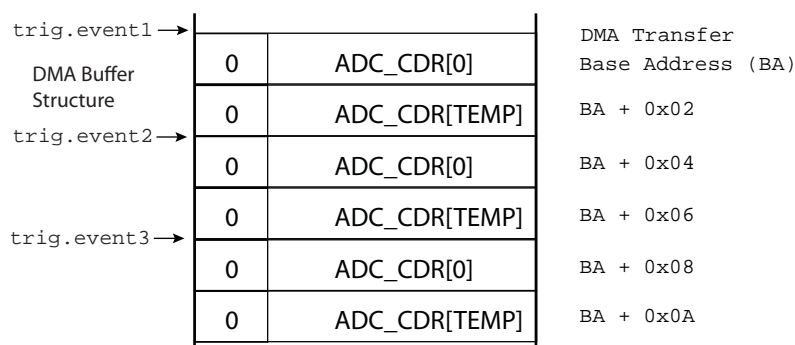 trig.event1
DMA Transfer
Base Address (BA)
DMA Buffer
Structure
0 ADC_CDR[0]
0 ADC_CDR[TEMP] BA + 0x02
trig.event2
0 ADC_CDR[0] BA + 0x04
0 ADC_CDR[TEMP] BA + 0x06
trig.event3
0 ADC_CDR[0] BA + 0x08
0 ADC_CDR[TEMP] BA + 0x0A